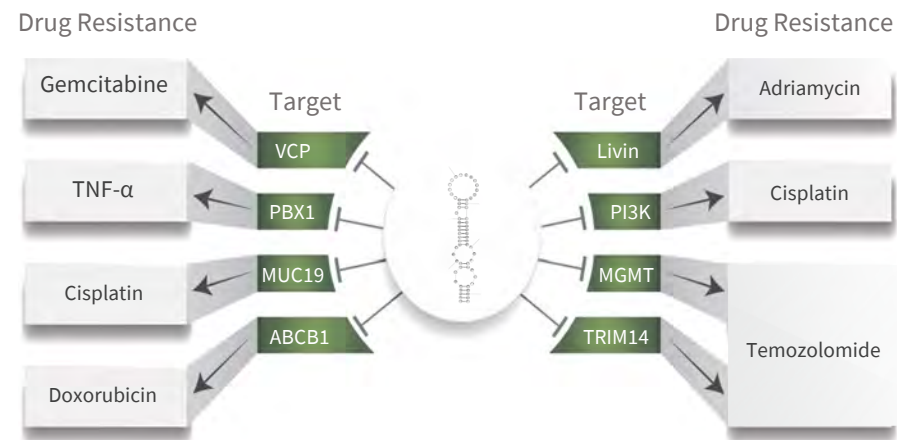 Drug Resistance
Drug Resistance
Gemcitabine
Target
Target
Adriamycin
VCP
Livin
TNF-α
Cisplatin
PBX1
PI3K
MUC19
MGMT
Cisplatin
ABCB1
TRIM14
Temozolomide
Doxorubicin